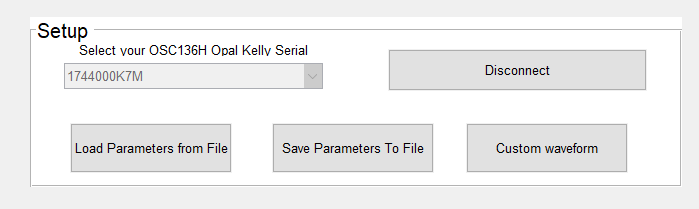 Setup
Select your OSC136H Opal Kelly Serial
1744000K7M
Disconnect
Load Parameters from File
Save Parameters To File
Custom waveform